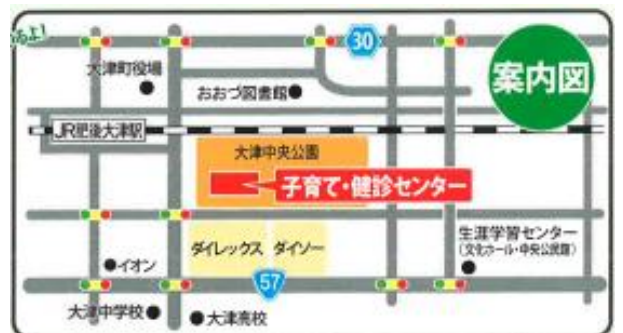 あよ!
30
案内図
大津町役場
おおづ図書館
JR肥後大津駅
大津中央公園
子育て・健診センター
生涯学習センター
(文化ホール・中央公民館)
ダイレックス
ダイソー
イオン
57
大津中学校
大津高校